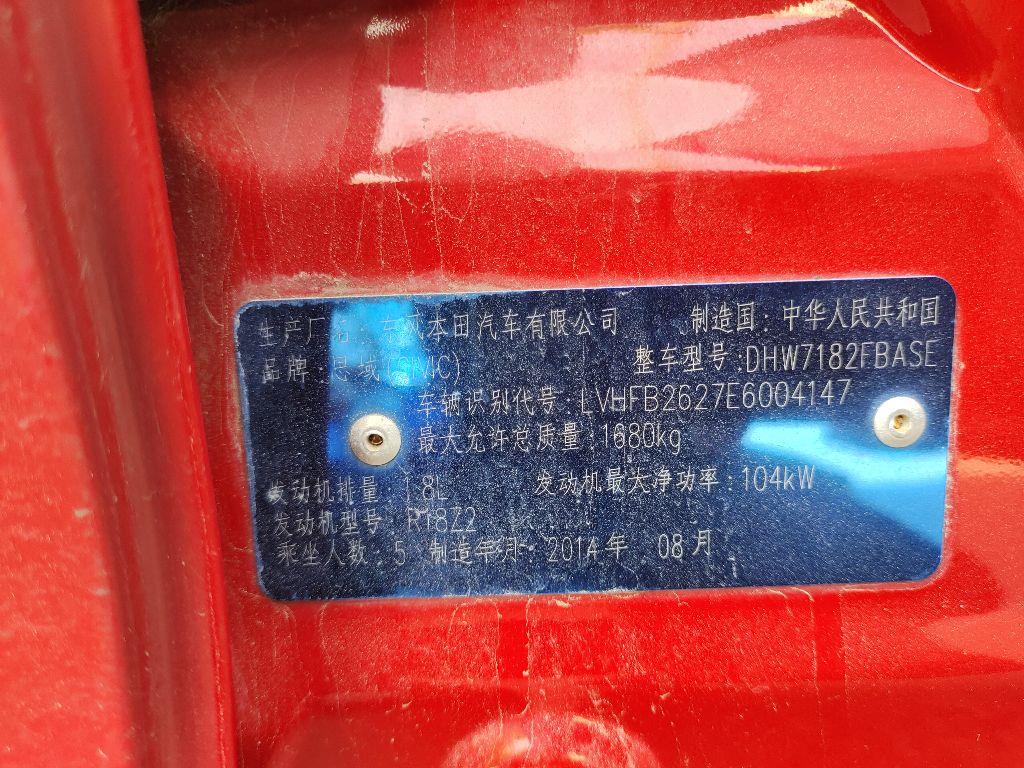 生产厂名：东风本田汽车有限公司 制造国：中华人民共和国
品牌：思域(CIVIC) 整车型号：DHW7182FBASE
车辆识别代号：LVHFB2627E6004147
最大允许总质量：1680kg
发动机排量：1.8L 发动机最大净功率：104kW
发动机型号：R18Z2
乘坐人数：5 制造年月：2014年 08月